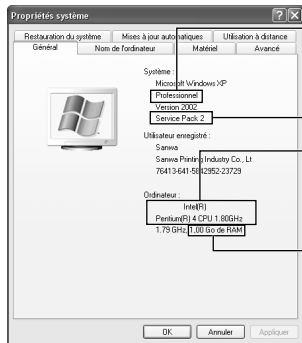 Propriétés système
Restauration du système Mises à jour automatiques Utilisation à distance
Général Nom de l'ordinateur Matériel Avancé
Système :
Microsoft Windows XP
Professionnel
Version 2002
Service Pack 2
Utilisateur enregistré :
Sanwa
Sanwa Printing Industry Co., Lt
76413-641-5842952-23729
Ordinateur :
Intel(R)
Pentium(R) 4 CPU 1.80GHz
1.79 GHz, 1,00 Go de RAM
OK Annuler Appliquer